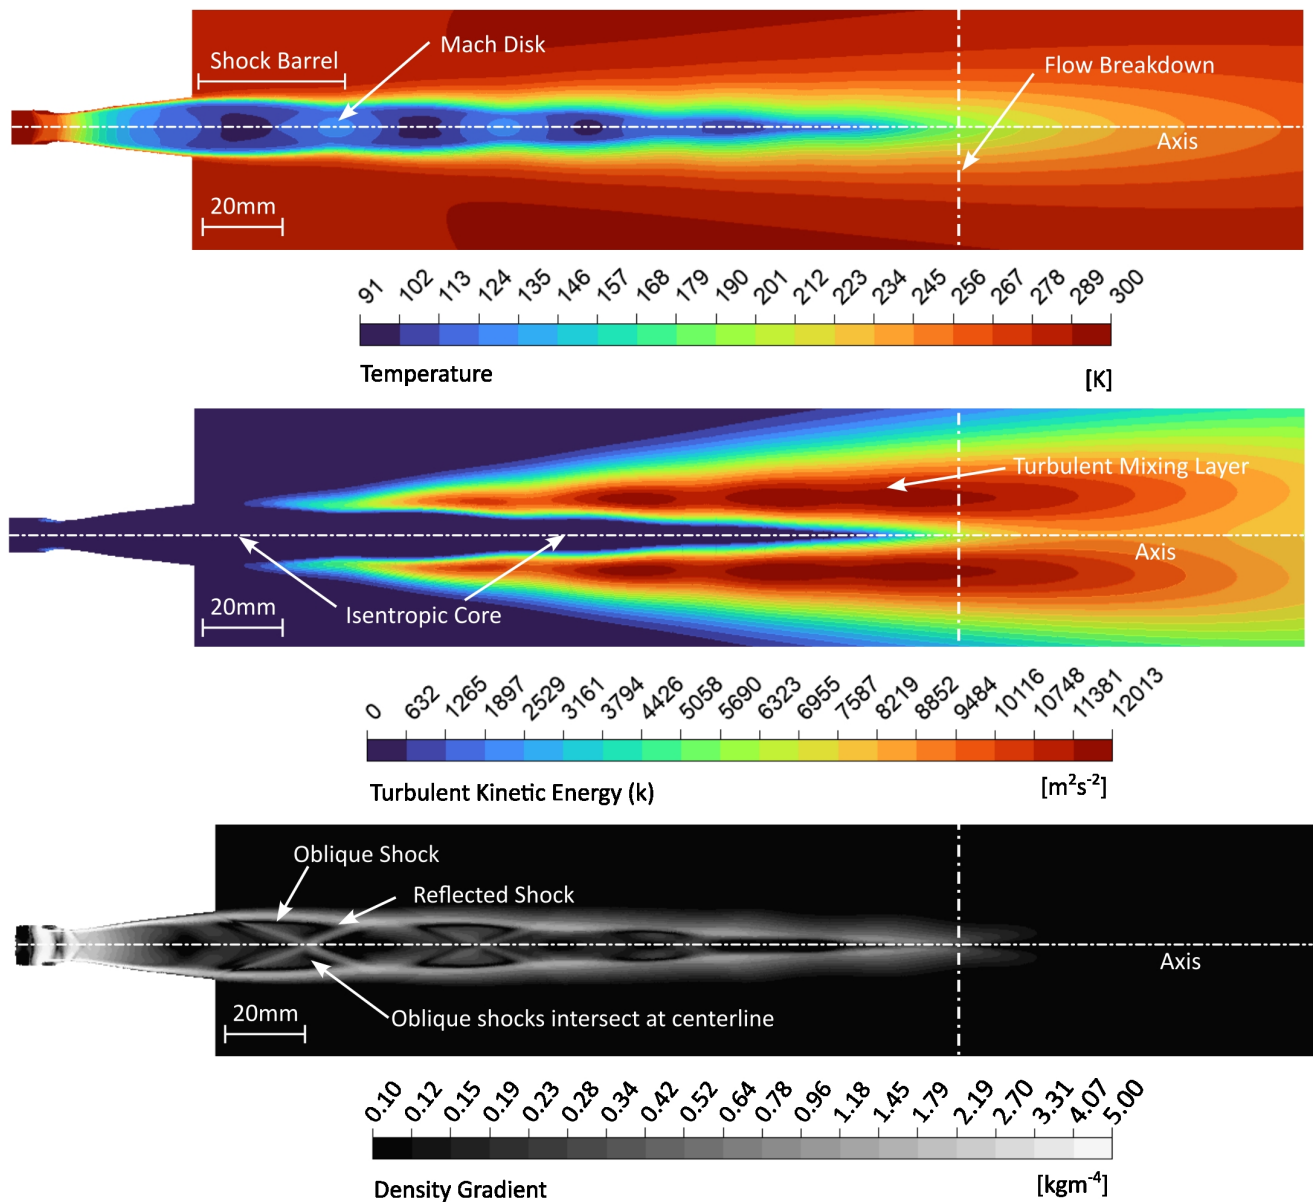 Mach Disk
Shock Barrel
Flow Breakdown
Axis
20mm
91 102 113 124 135 146 157 168 179 190 201 212 223 234 245 256 267 278 289 300
Temperature [K]
Turbulent Mixing Layer
Axis
20mm
Isentropic Core
0 632 1265 1897 2529 3161 3794 4426 5058 5690 6323 6955 7587 8219 8852 9484 10116 10748 11381 12013
Turbulent Kinetic Energy (k) [m²s⁻²]
Oblique Shock
Reflected Shock
Axis
20mm
Oblique shocks intersect at centerline
0.10 0.12 0.15 0.19 0.23 0.28 0.34 0.42 0.52 0.64 0.78 0.96 1.18 1.45 1.79 2.19 2.70 3.31 4.07 5.00
Density Gradient [kgm⁻⁴]